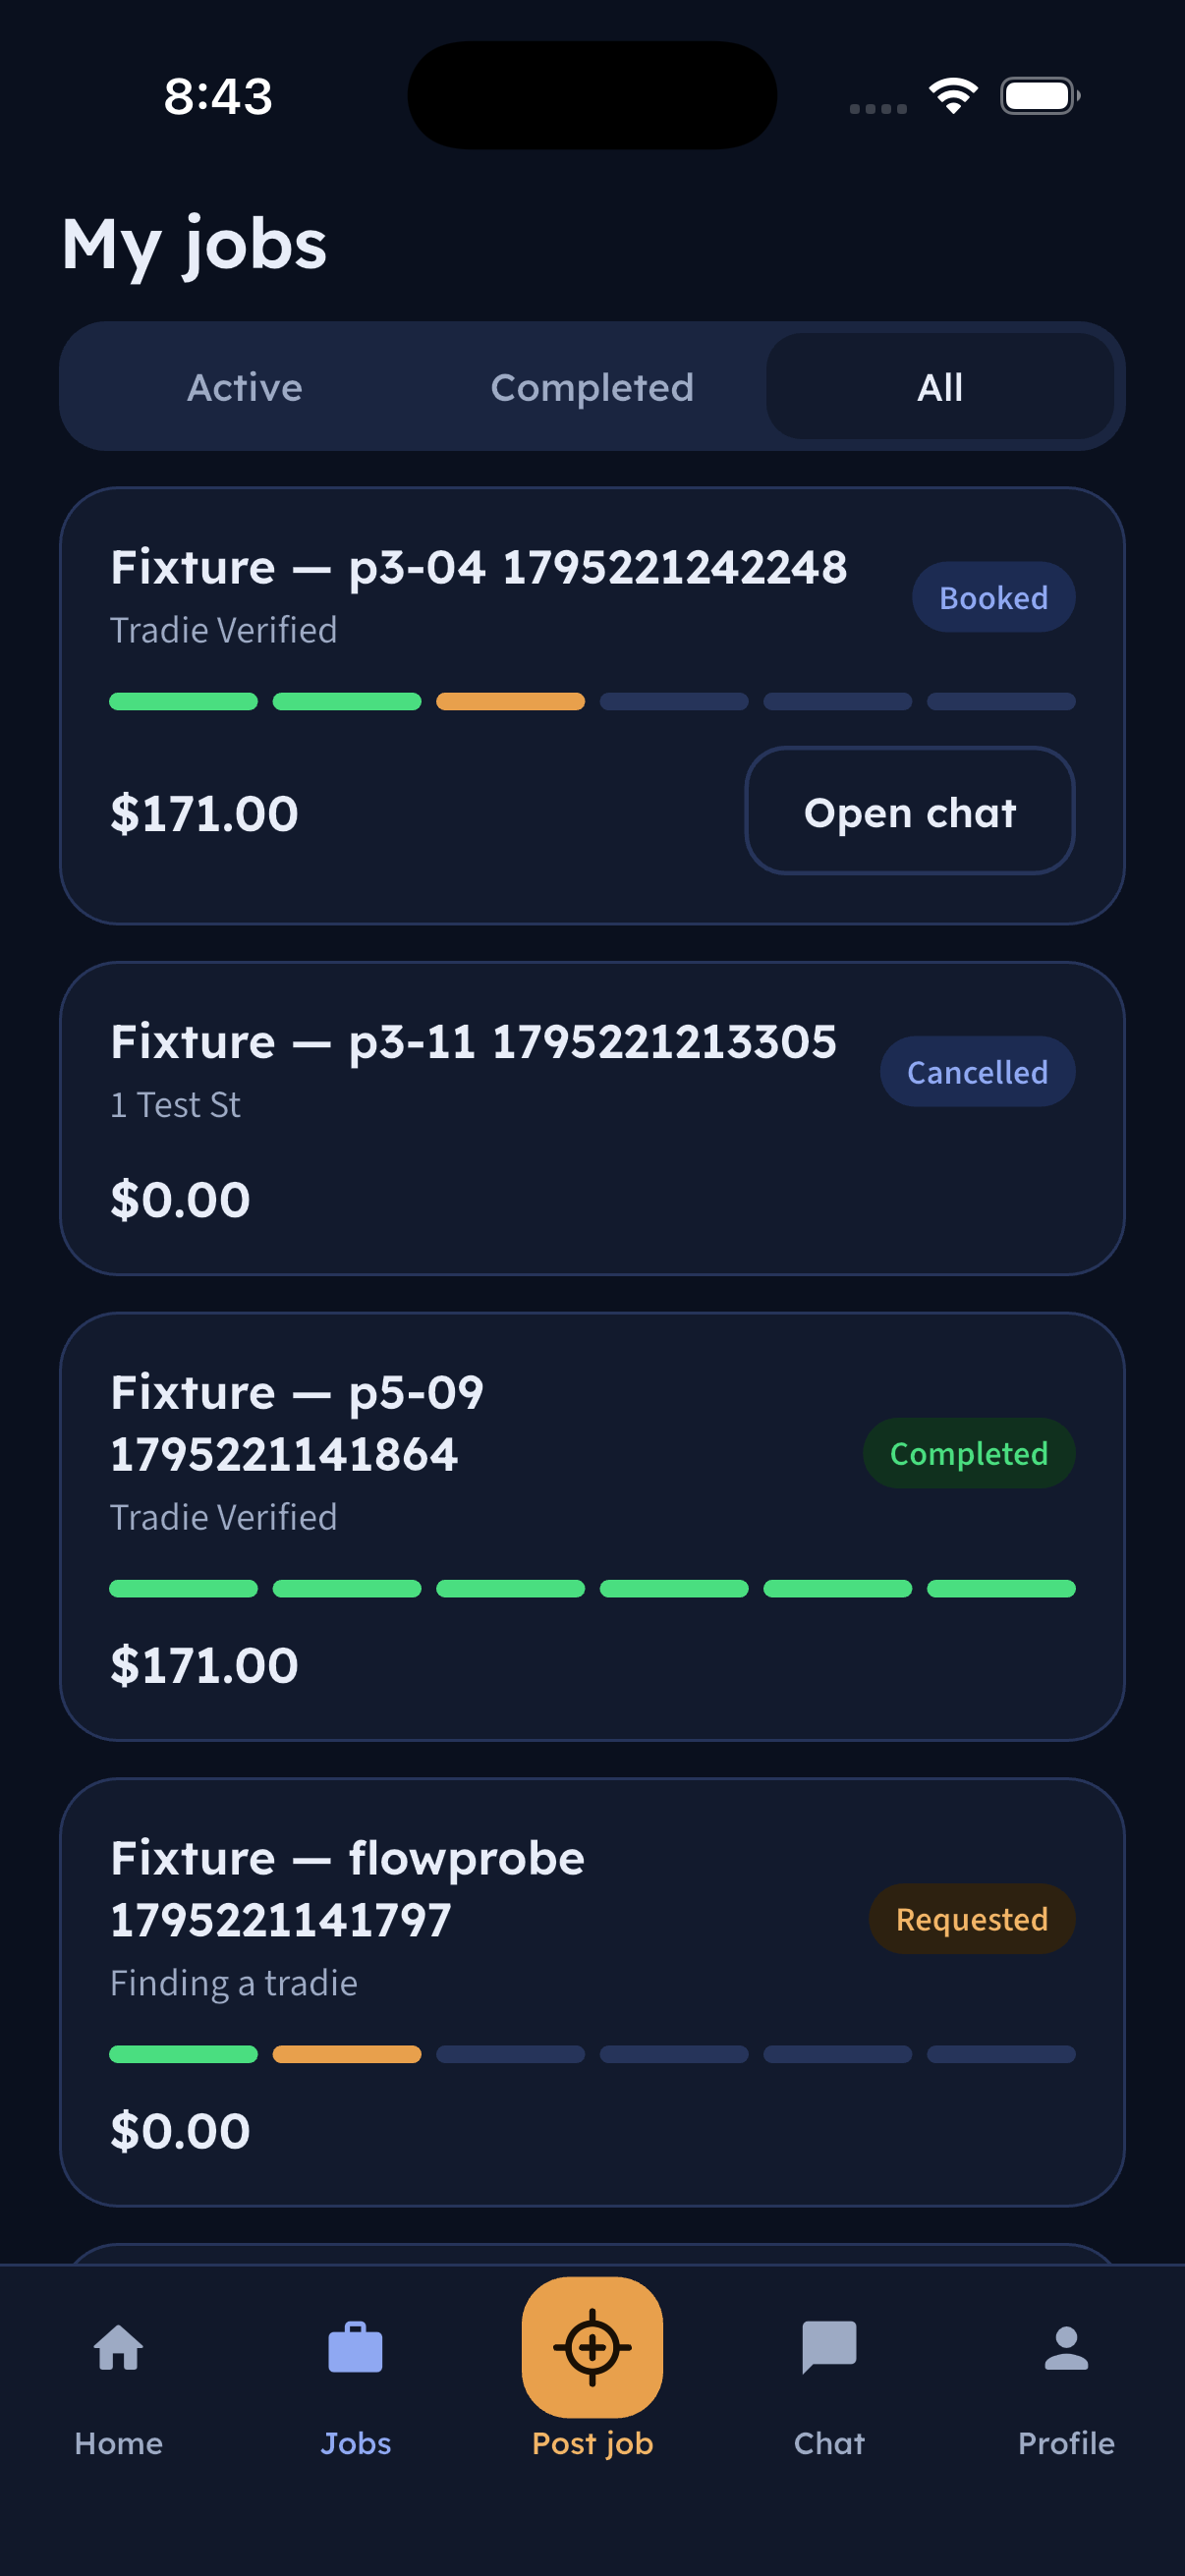 8:43
My jobs
Active Completed All
Fixture — p3-04 1795221242248
Tradie Verified
Booked
$171.00
Open chat
Fixture — p3-11 1795221213305
1 Test St
Cancelled
$0.00
Fixture — p5-09
1795221141864
Tradie Verified
Completed
$171.00
Fixture — flowprobe
1795221141797
Finding a tradie
Requested
$0.00
Home Jobs Post job Chat Profile